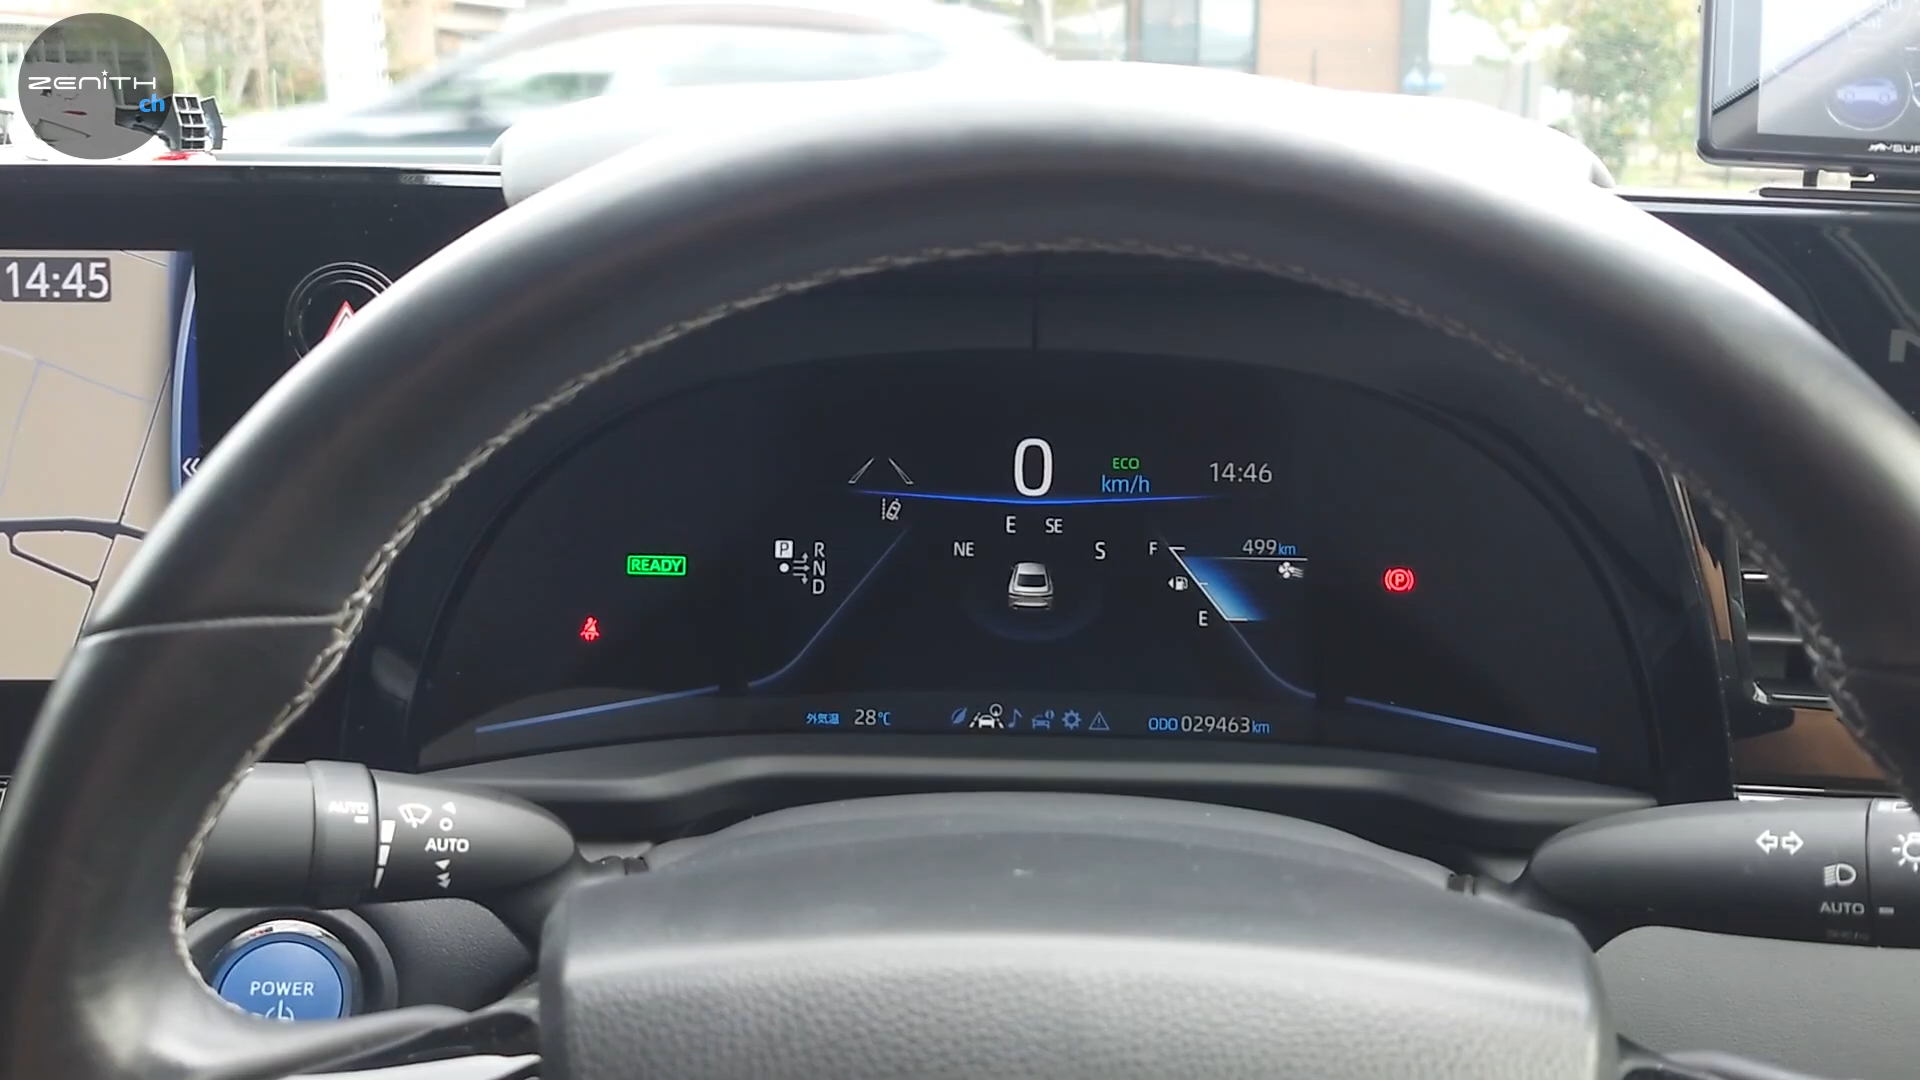 ZENITH
ch
14:45
0
ECO
km/h
14:46
E
SE
NE
S
F
499km
E
READY
P
R
N
D
P
外気温 28℃
ODO 029463km
AUTO
AUTO
POWER
AUTO